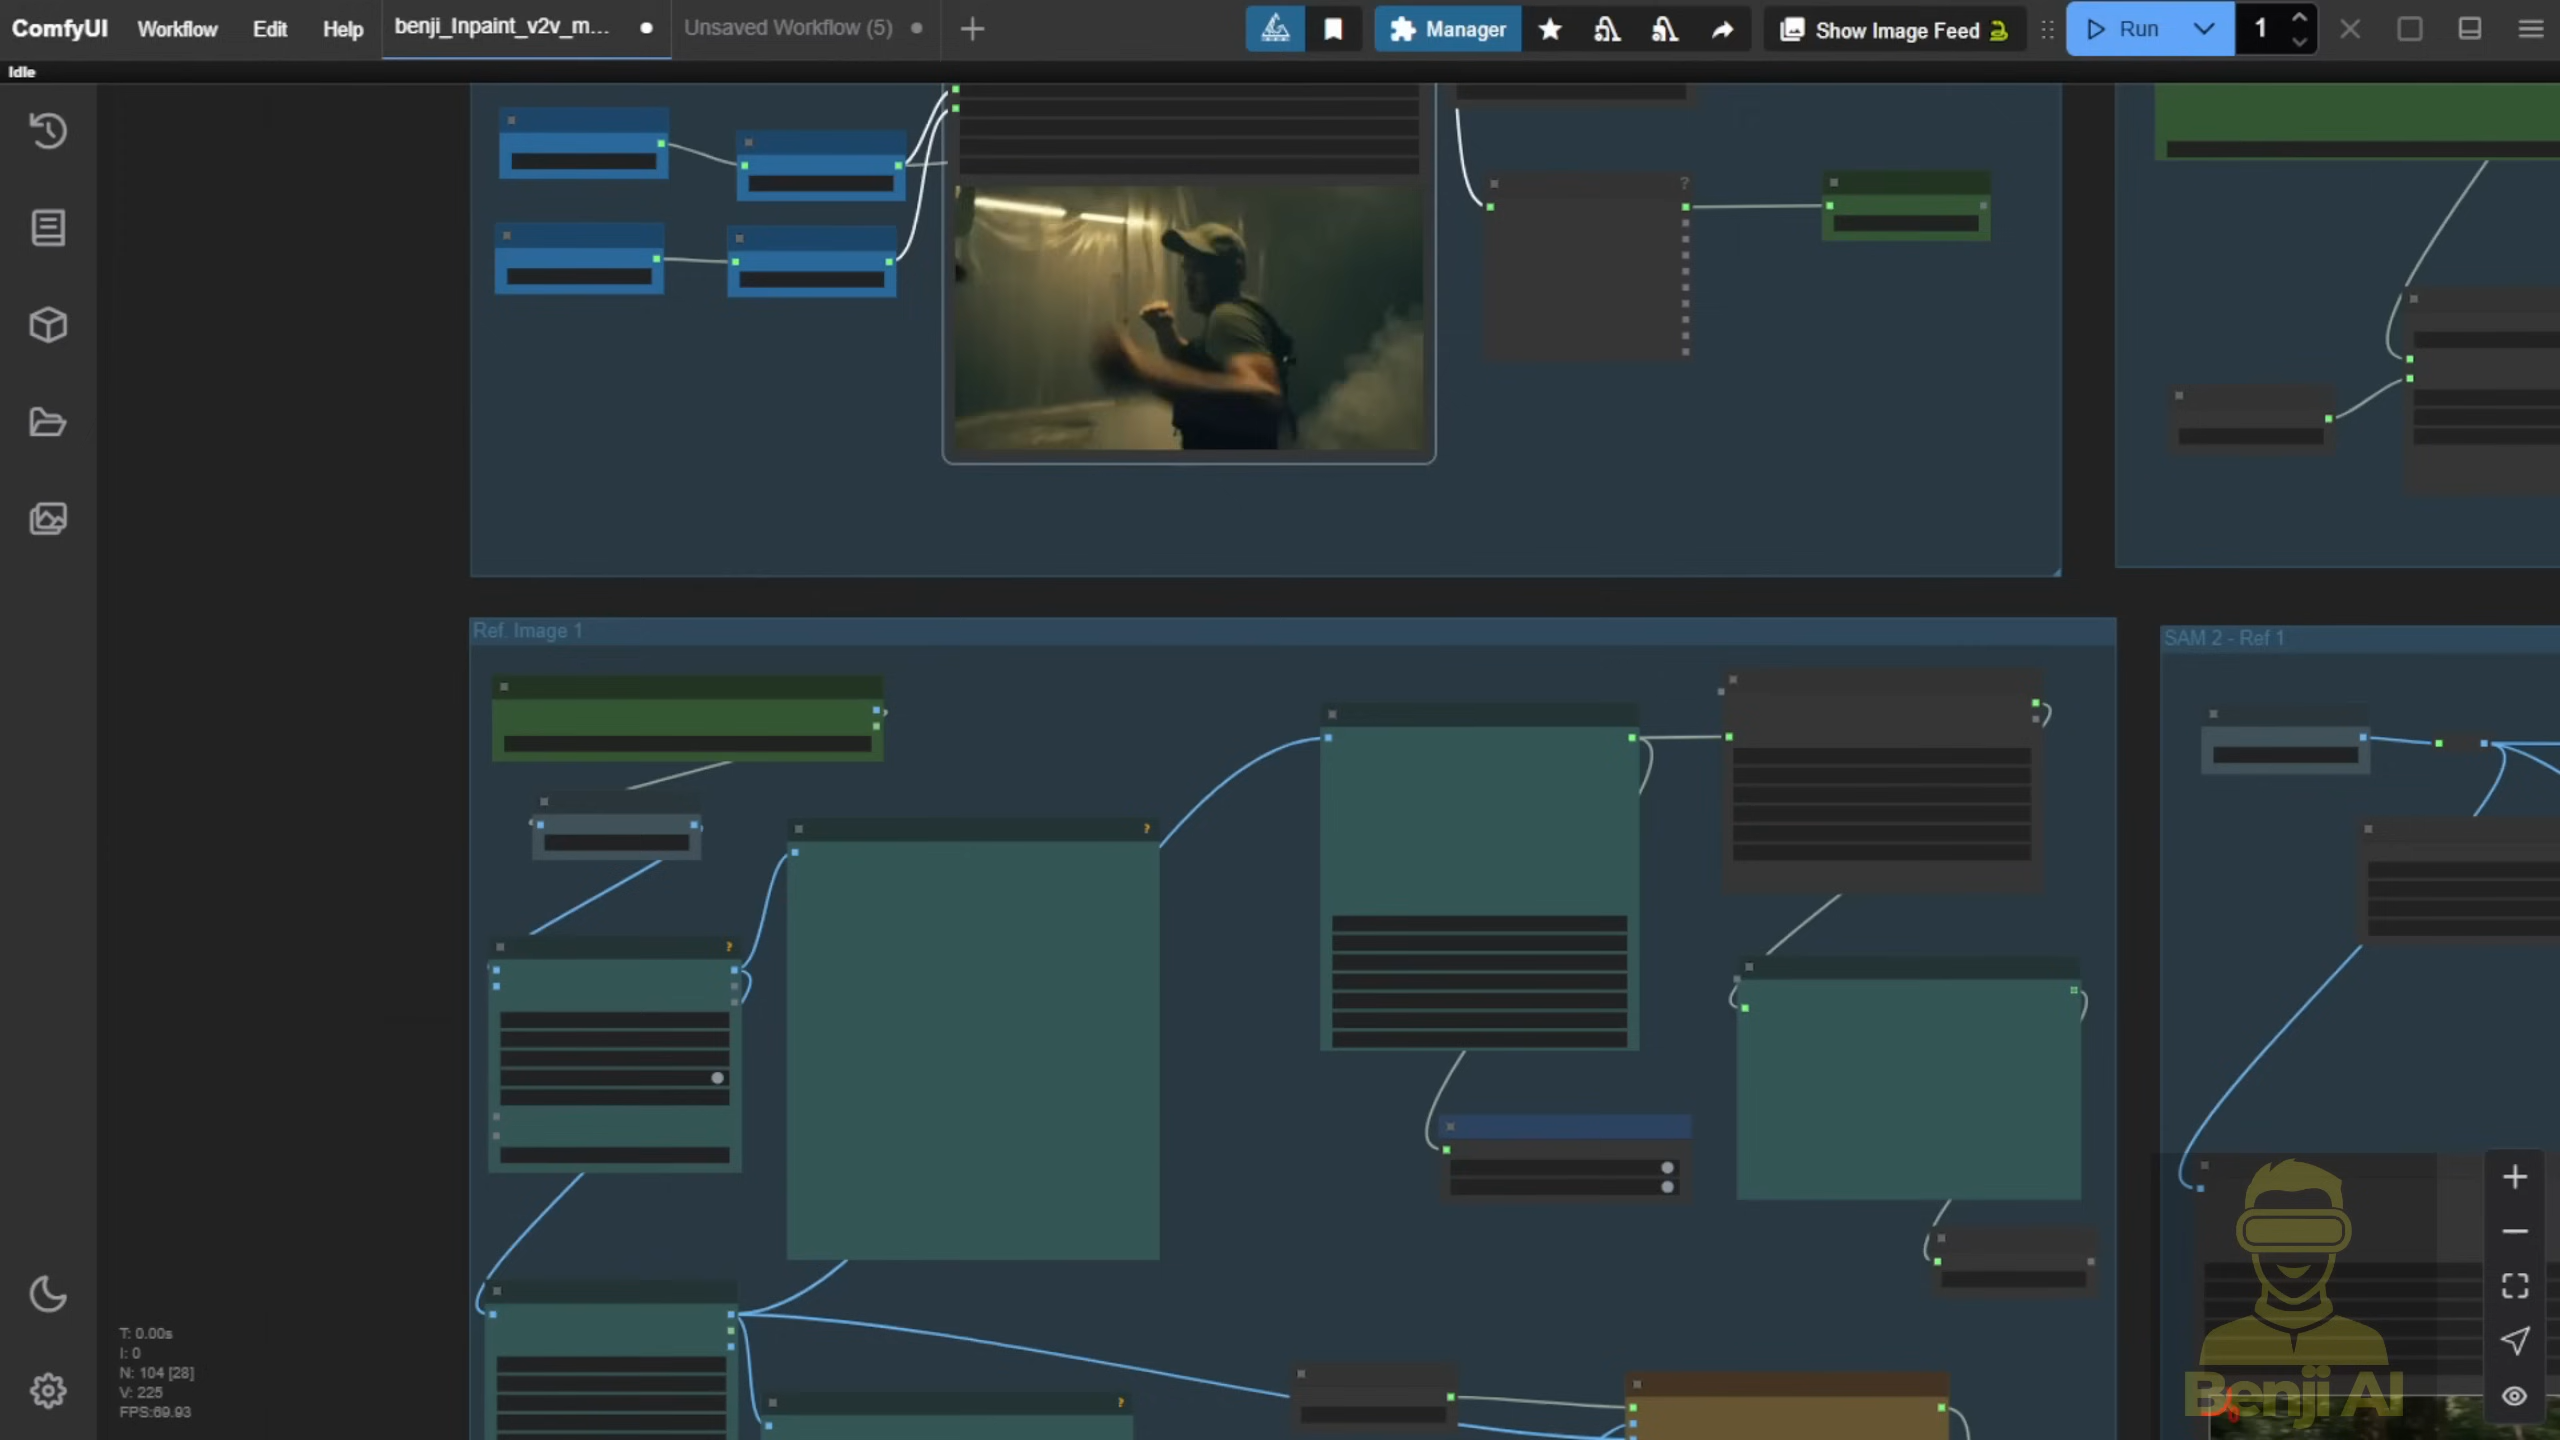 ComfyUI Workflow Edit Help benji_Inpaint_v2v_m... Unsaved Workflow (5) Manager Show Image Feed Run 1
Idle
Ref. Image 1
SAM 2 - Ref 1
T: 0.00s
I: 0
N: 104 [28]
V: 225
FPS:69.93
Benji AI